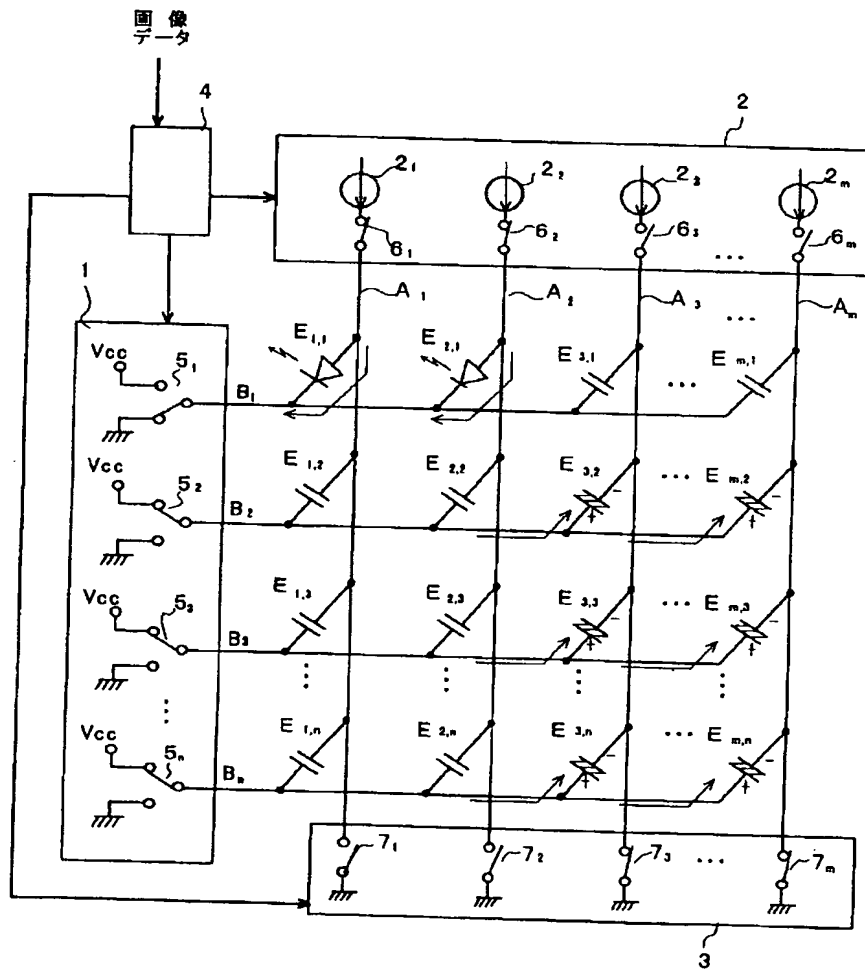 画像
データ
4
2
2₁ 2₂ 2₃ 2ₘ
6₁ 6₂ 6₃ ... 6ₘ
A₁ A₂ A₃ ... Aₘ
1
Vcc 5₁ B₁ E₁,₁ E₂,₁ E₃,₁ ... Eₘ,₁
Vcc 5₂ B₂ E₁,₂ E₂,₂ E₃,₂ - + ... Eₘ,₂ - +
Vcc 5₃ B₃ E₁,₃ E₂,₃ E₃,₃ - + ... Eₘ,₃ - +
Vcc 5ₙ Bₙ E₁,ₙ E₂,ₙ E₃,ₙ - + ... Eₘ,ₙ - +
7₁ 7₂ 7₃ ... 7ₘ
3